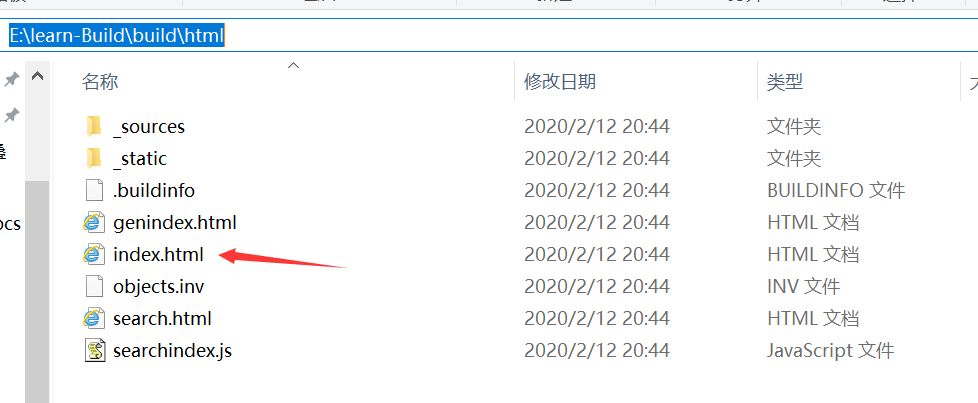 E:\learn-Build\build\html
名称 修改日期 类型
_sources 2020/2/12 20:44 文件夹
_static 2020/2/12 20:44 文件夹
.buildinfo 2020/2/12 20:44 BUILDINFO 文件
genindex.html 2020/2/12 20:44 HTML 文档
index.html 2020/2/12 20:44 HTML 文档
objects.inv 2020/2/12 20:44 INV 文件
search.html 2020/2/12 20:44 HTML 文档
searchindex.js 2020/2/12 20:44 JavaScript 文件
ocs